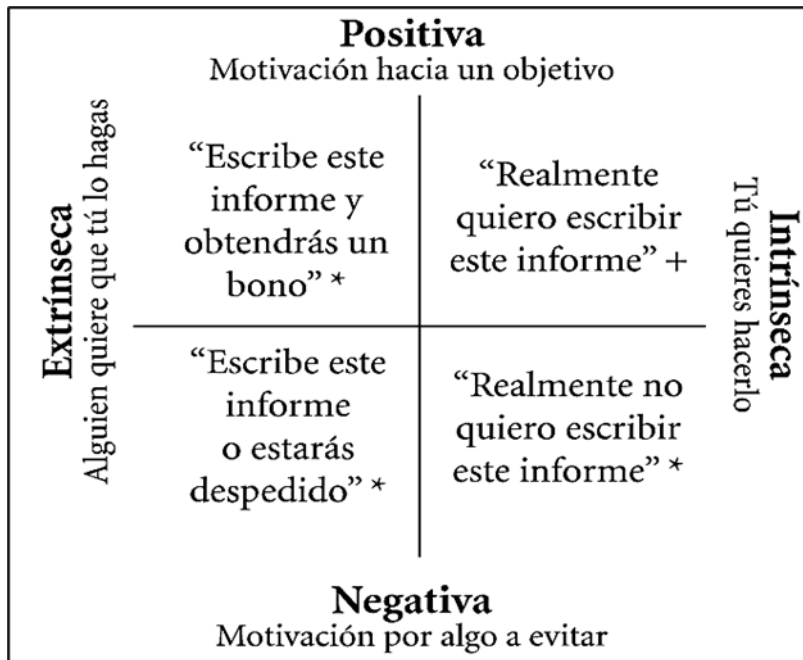 Positiva
Motivación hacia un objetivo
Extrínseca
Alguien quiere que tú lo hagas
“Escribe este
informe y
obtendrás un
bono” *
“Realmente
quiero escribir
este informe” +
Intrínseca
Tú quieres hacerlo
“Escribe este
informe
o estarás
despedido” *
“Realmente no
quiero escribir
este informe” *
Negativa
Motivación por algo a evitar